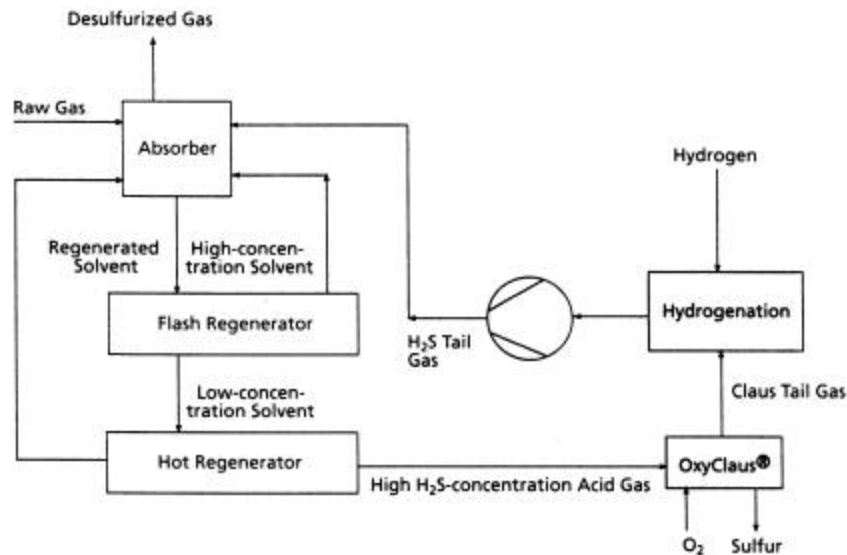 Desulfurized Gas
Raw Gas
Absorber
Hydrogen
Regenerated
Solvent
High-concen-
tration Solvent
Flash Regenerator
Hydrogenation
H₂S Tail
Gas
Claus Tail Gas
Low-concen-
tration Solvent
Hot Regenerator
OxyClaus®
High H₂S-concentration Acid Gas
O₂
Sulfur